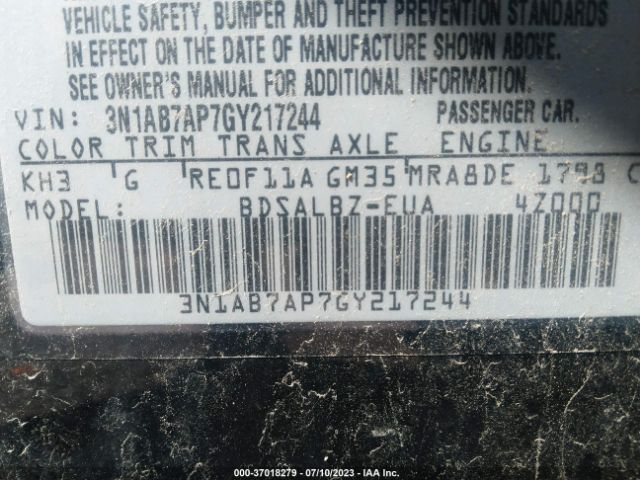 VEHICLE SAFETY, BUMPER AND THEFT PREVENTION STANDARDS
IN EFFECT ON THE DATE OF MANUFACTURE SHOWN ABOVE.
SEE OWNER'S MANUAL FOR ADDITIONAL INFORMATION.
VIN: 3N1AB7AP7GY217244 PASSENGER CAR.
COLOR TRIM TRANS AXLE ENGINE
KH3 G RE0F11A GM35 MRA8DE 1798 C
MODEL: BDSALBZ-EUA 4Z000
3N1AB7AP7GY217244
000-37018279 - 07/10/2023 - IAA Inc.